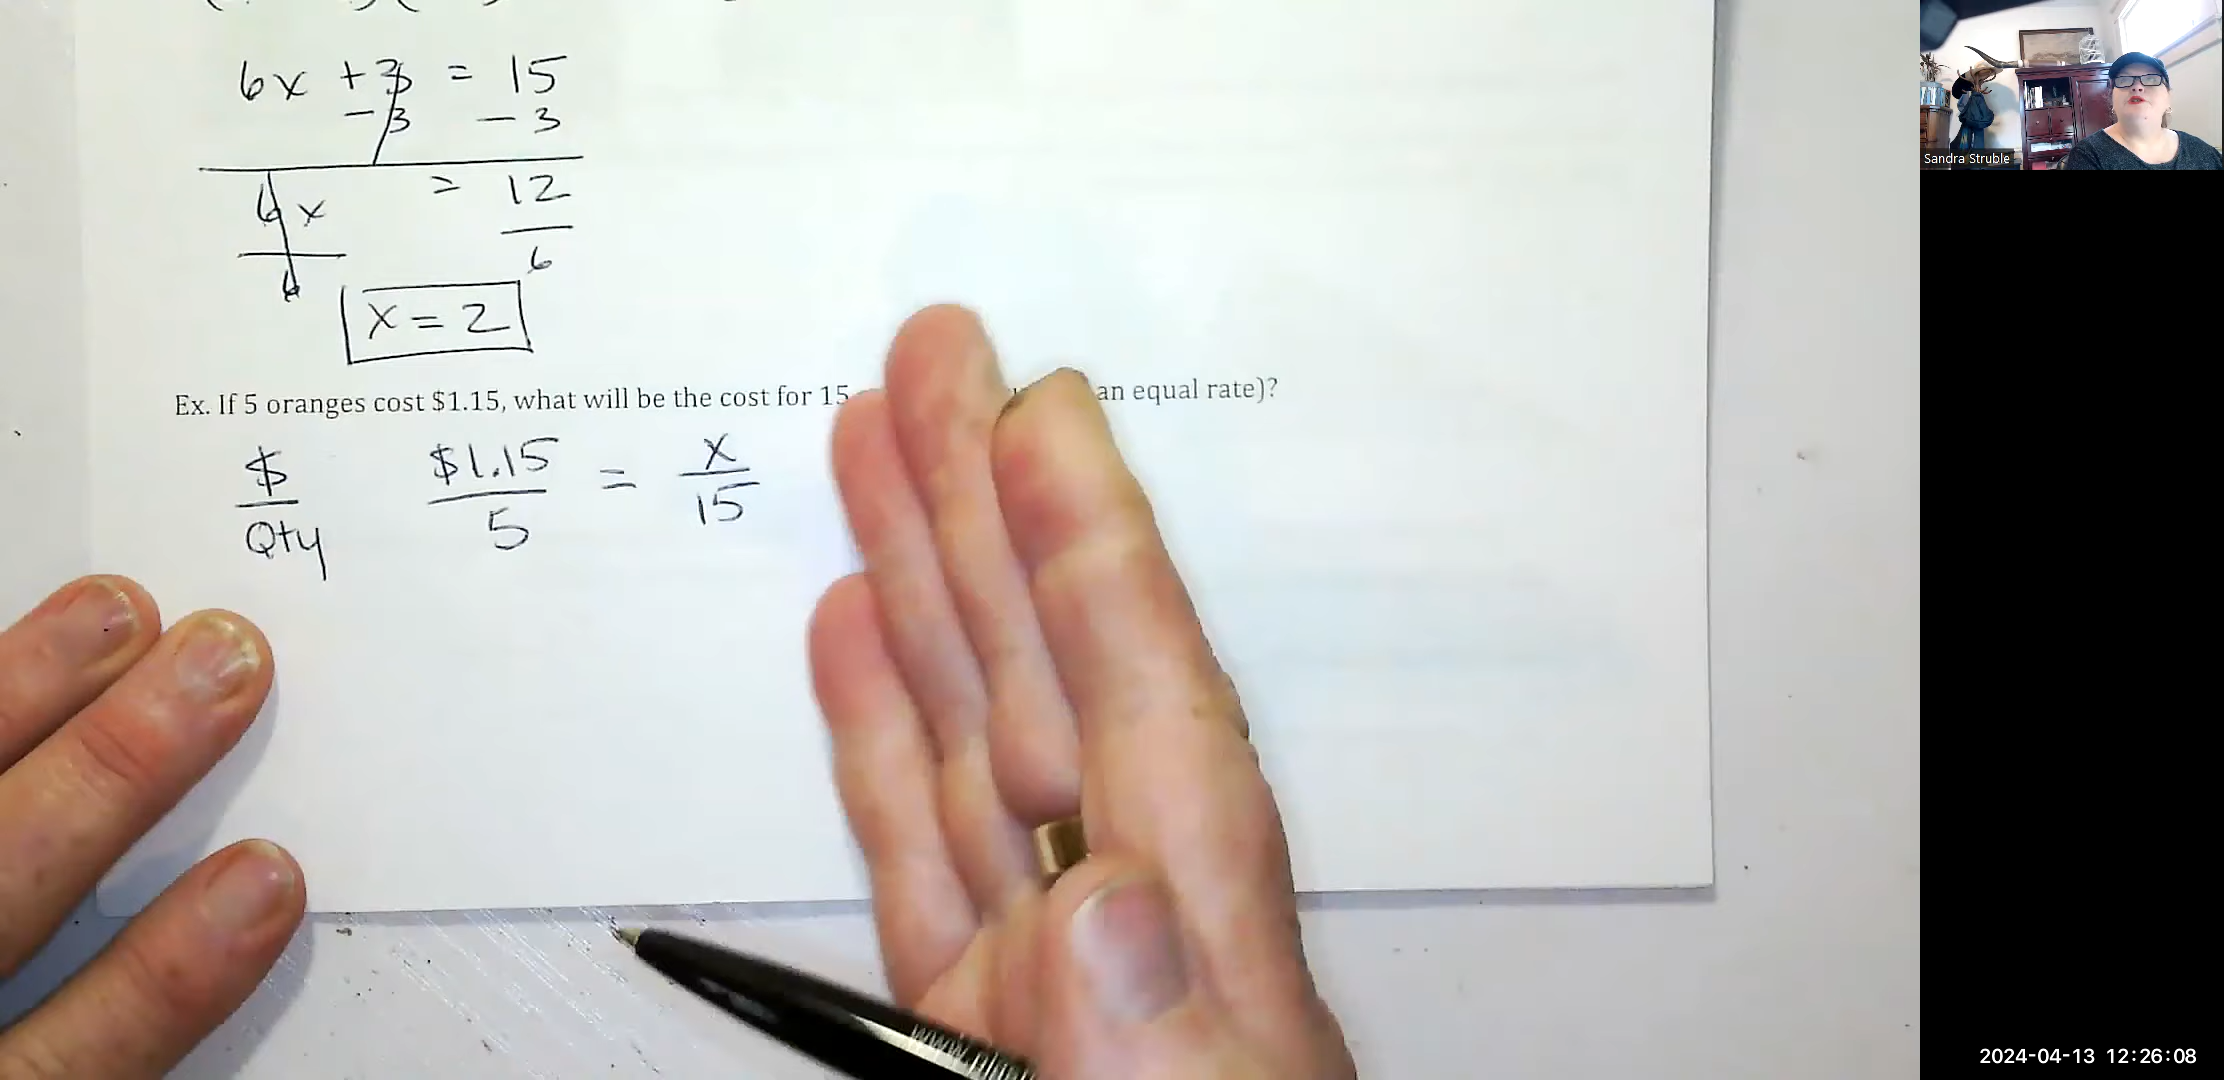 6x + 3 = 15
- 3 - 3
6x = 12
6 6
x = 2
Ex. If 5 oranges cost $1.15, what will be the cost for 15 an equal rate)?
$ $1.15 = x
Qty 5 15
Sandra Struble
2024-04-13 12:26:08